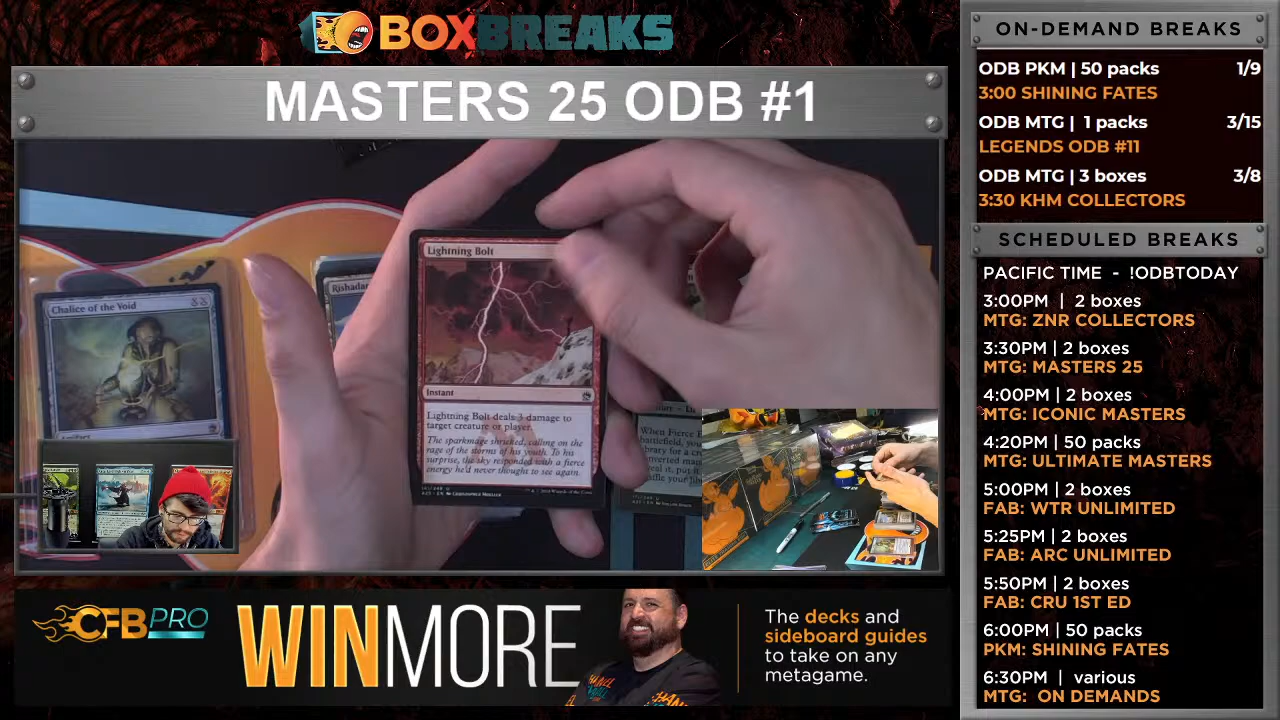 BOXBREAKS
MASTERS 25 ODB #1
Lightning Bolt
Rishada
Chalice of the Void
Instant
Lightning Bolt deals 3 damage to
target creature or player.
The sparkmage shrieked, calling on the
rage of the storms of his youth. To his
surprise, the sky responded with a fierce
energy he'd never thought to see again.
When Fierce
CFBPRO
WINMORE
The decks and
sideboard guides
to take on any
metagame.
ON-DEMAND BREAKS
ODB PKM | 50 packs 1/9
3:00 SHINING FATES
ODB MTG | 1 packs 3/15
LEGENDS ODB #11
ODB MTG | 3 boxes 3/8
3:30 KHM COLLECTORS
SCHEDULED BREAKS
PACIFIC TIME - !ODBTODAY
3:00PM | 2 boxes
MTG: ZNR COLLECTORS
3:30PM | 2 boxes
MTG: MASTERS 25
4:00PM | 2 boxes
MTG: ICONIC MASTERS
4:20PM | 50 packs
MTG: ULTIMATE MASTERS
5:00PM | 2 boxes
FAB: WTR UNLIMITED
5:25PM | 2 boxes
FAB: ARC UNLIMITED
5:50PM | 2 boxes
FAB: CRU 1ST ED
6:00PM | 50 packs
PKM: SHINING FATES
6:30PM | various
MTG: ON DEMANDS